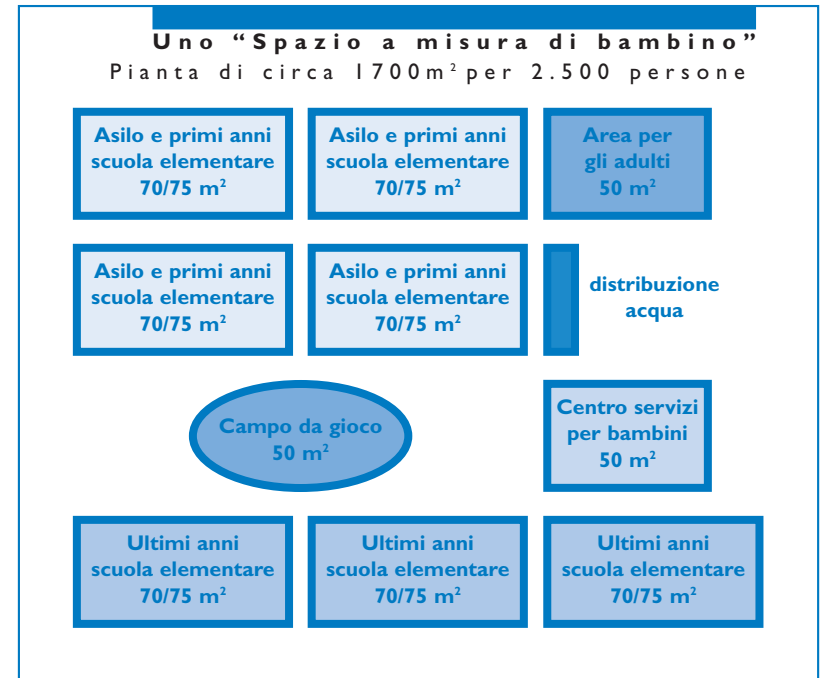 Uno “Spazio a misura di bambino”
Pianta di circa 1700m² per 2.500 persone
Asilo e primi anni
scuola elementare
70/75 m²
Asilo e primi anni
scuola elementare
70/75 m²
Area per
gli adulti
50 m²
Asilo e primi anni
scuola elementare
70/75 m²
Asilo e primi anni
scuola elementare
70/75 m²
distribuzione
acqua
Campo da gioco
50 m²
Centro servizi
per bambini
50 m²
Ultimi anni
scuola elementare
70/75 m²
Ultimi anni
scuola elementare
70/75 m²
Ultimi anni
scuola elementare
70/75 m²